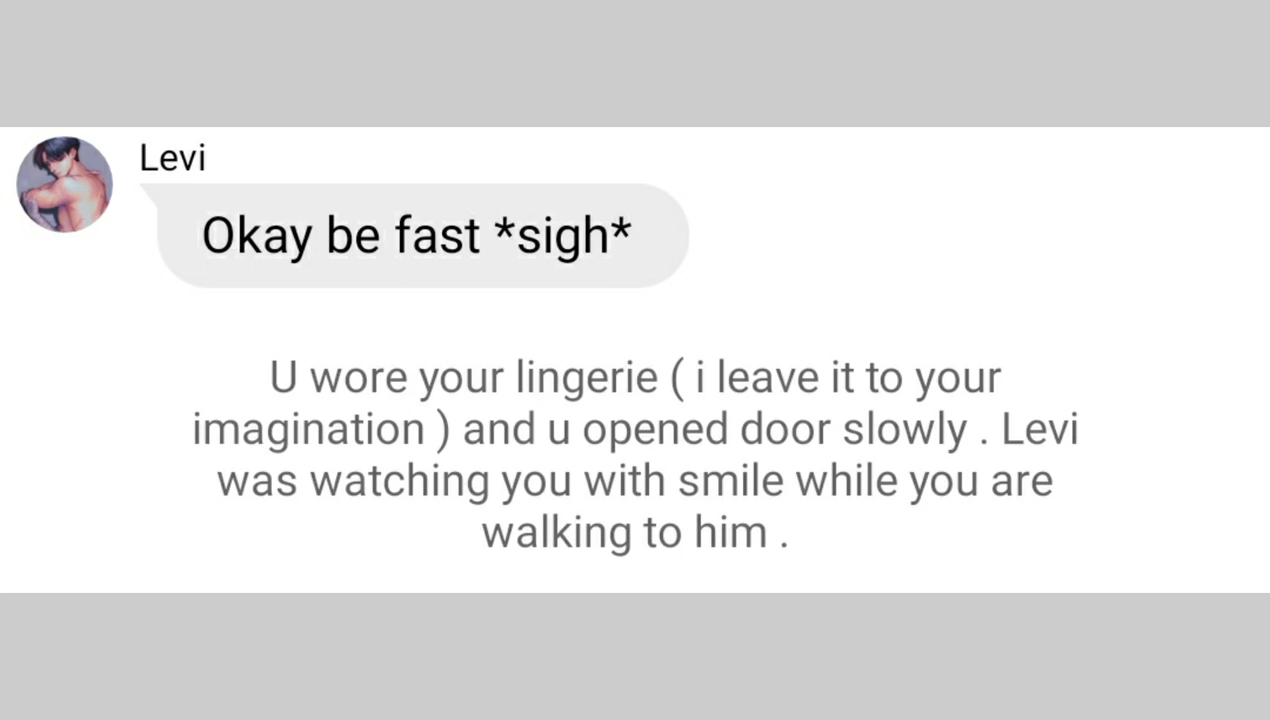 Levi
Okay be fast *sigh*
U wore your lingerie ( i leave it to your
imagination ) and u opened door slowly . Levi
was watching you with smile while you are
walking to him .